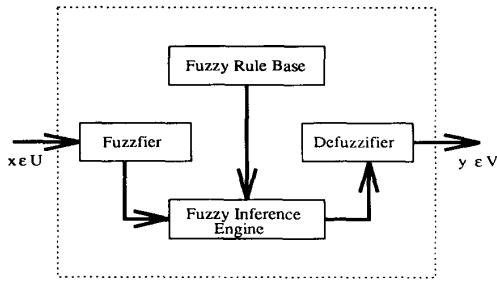 Fuzzy Rule Base
Fuzzfier
Defuzzifier
x ε U
y ε V
Fuzzy Inference
Engine